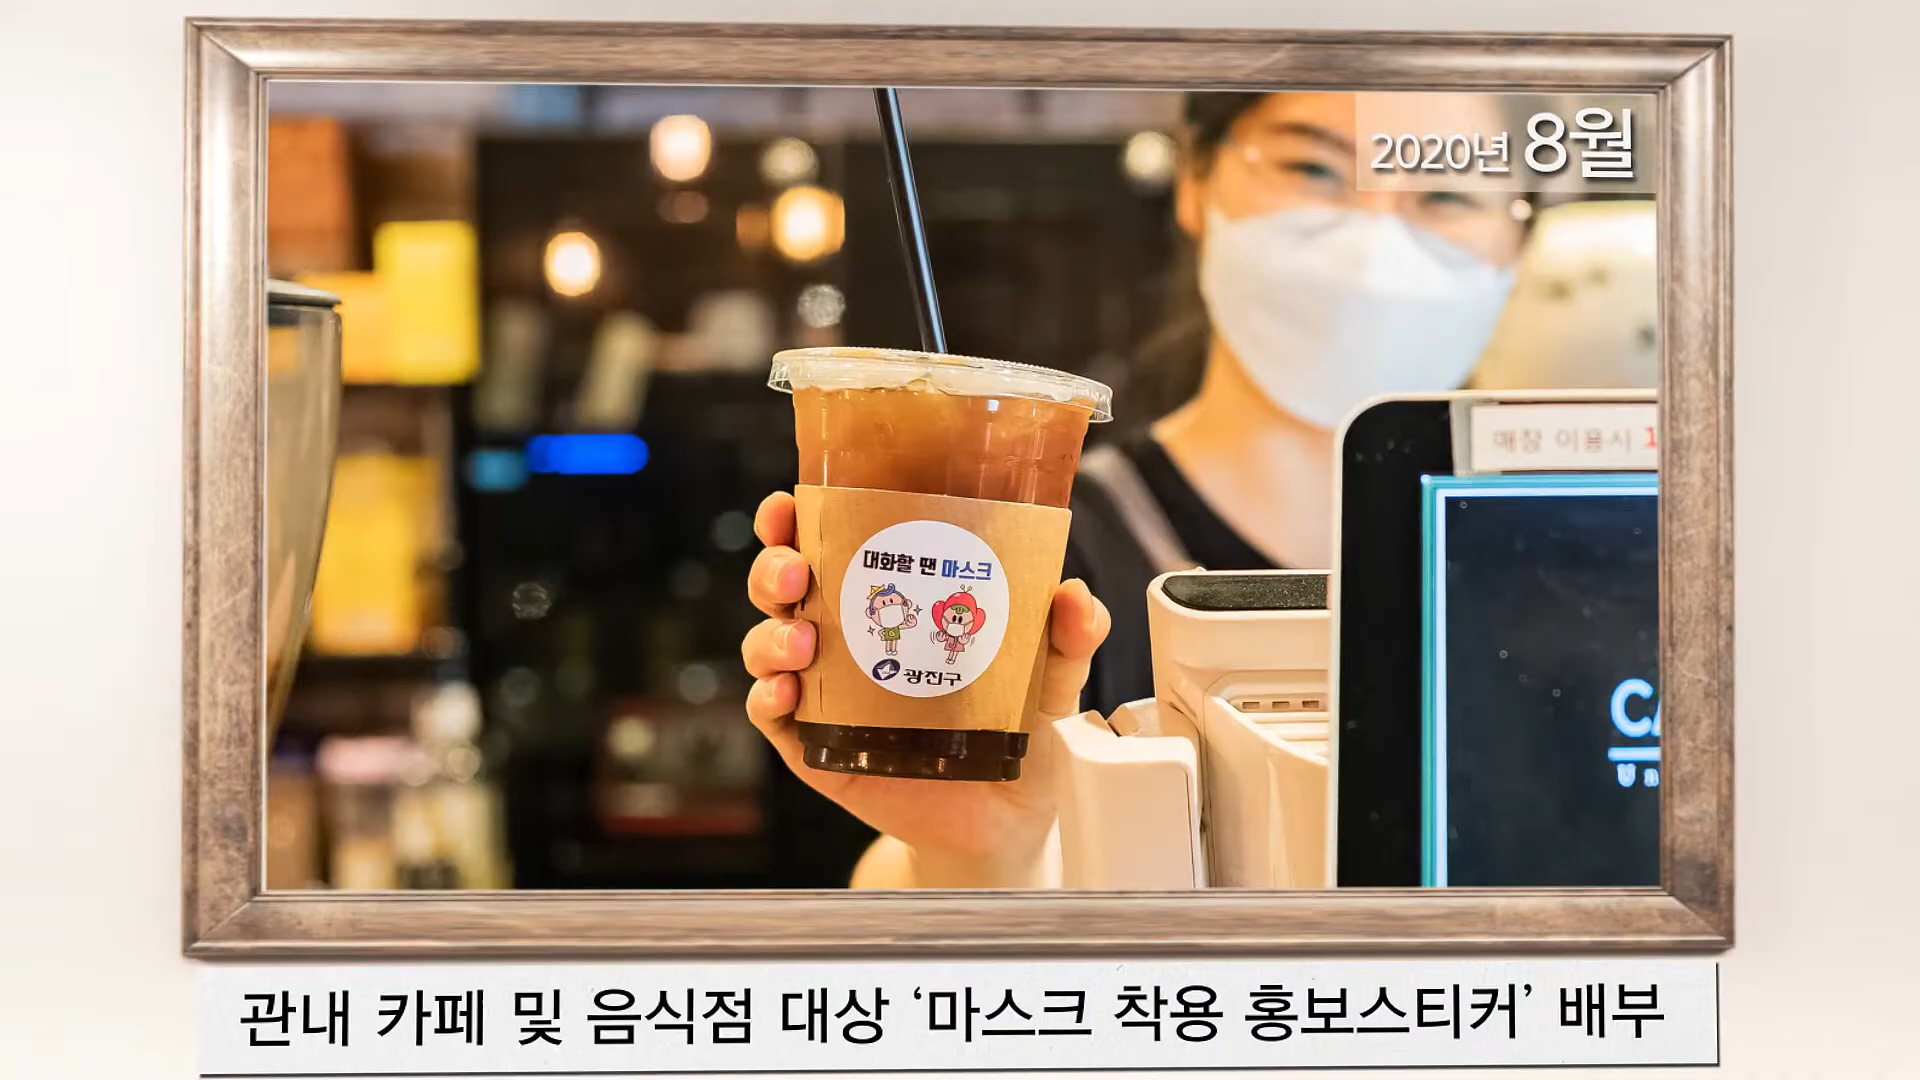 2020년 8월
매장 이용시 1
대화할 땐 마스크
광진구
관내 카페 및 음식점 대상 ‘마스크 착용 홍보스티커’ 배부